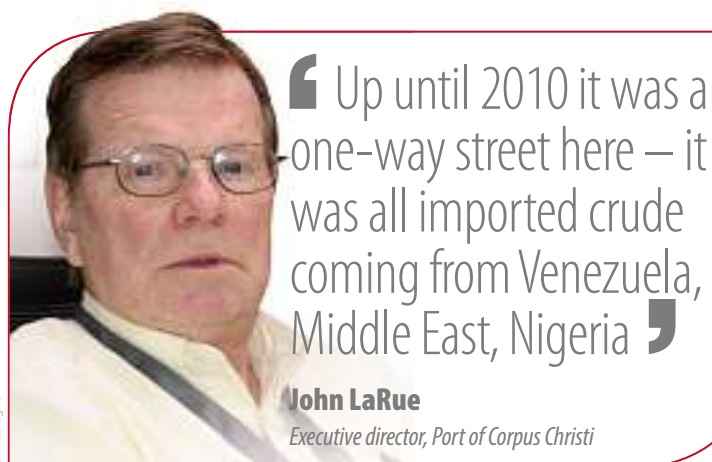 ‘ Up until 2010 it was a
one-way street here – it
was all imported crude
coming from Venezuela,
Middle East, Nigeria ’
John LaRue
Executive director, Port of Corpus Christi